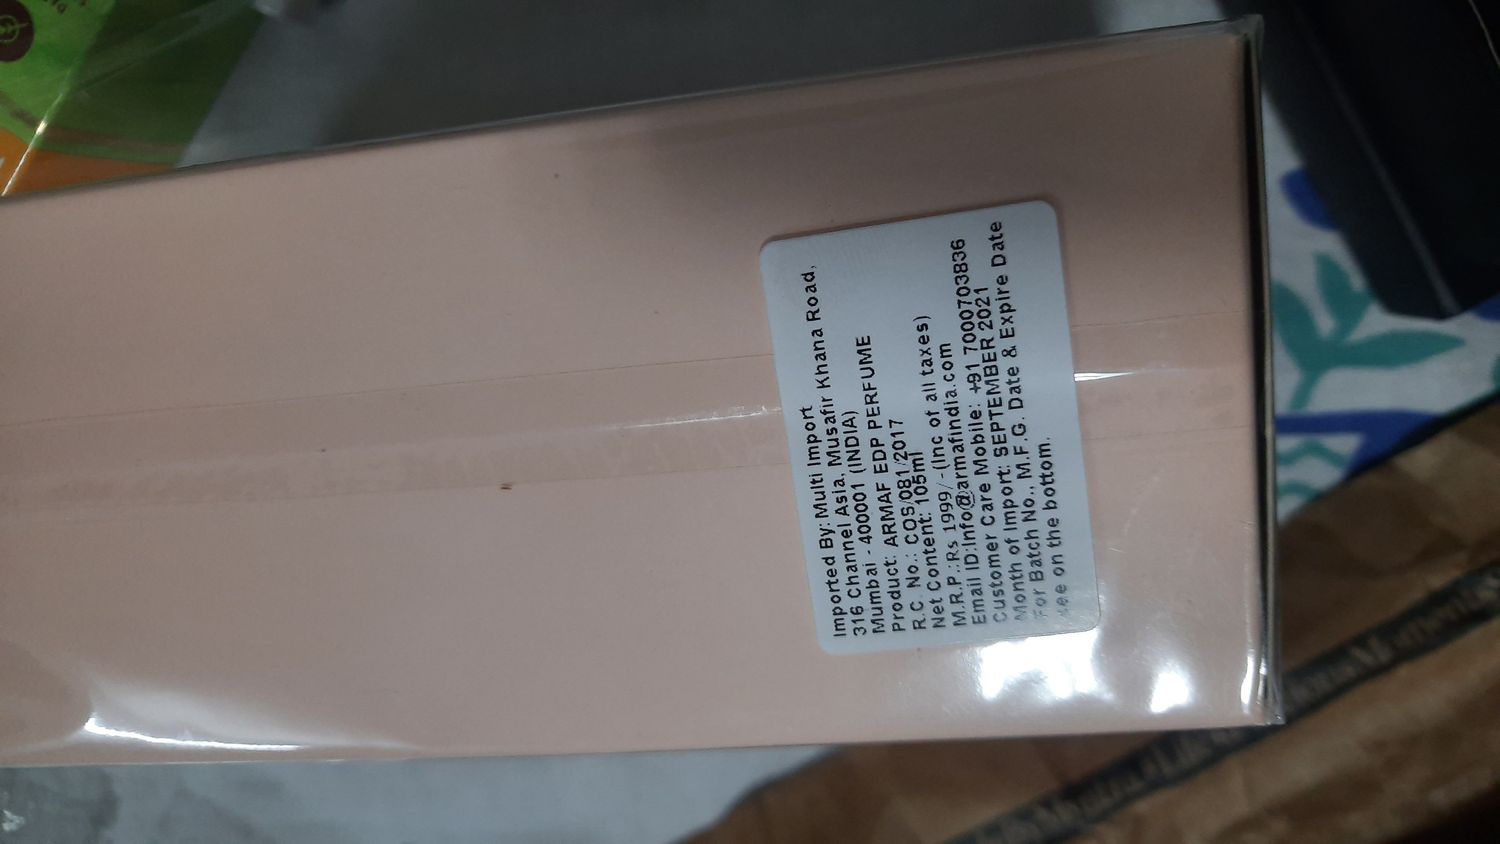 Imported By: Multi Import
316 Channel Asia, Musafir Khana Road,
Mumbai - 400001 (INDIA)
Product: ARMAF EDP PERFUME
R.C. No.: COS/081/2017
Net Content: 105ml
M.R.P.:Rs 1999/-(Inc of all taxes)
Email ID:Info@armafindia.com
Customer Care Mobile: +91 7000703836
Month of Import: SEPTEMBER 2021
For Batch No., M.F.G. Date & Expire Date
see on the bottom.